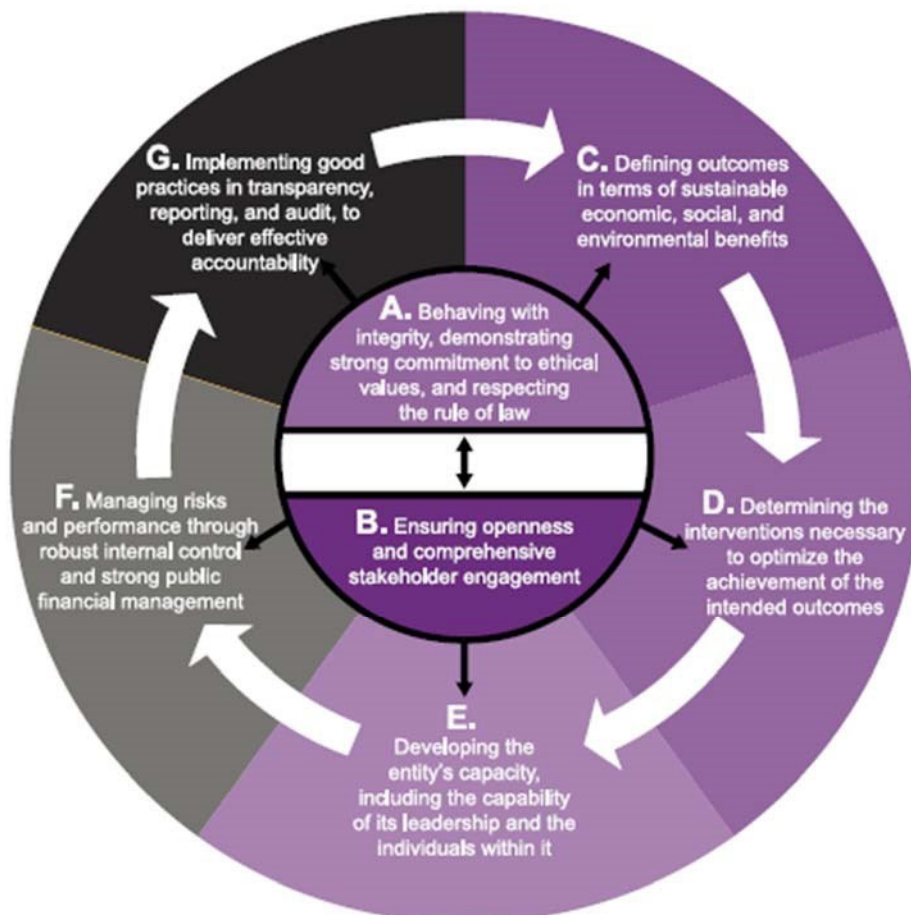 A. Behaving with
integrity, demonstrating
strong commitment to ethical
values, and respecting
the rule of law
B. Ensuring openness
and comprehensive
stakeholder engagement
C. Defining outcomes
in terms of sustainable
economic, social, and
environmental benefits
D. Determining the
interventions necessary
to optimize the
achievement of the
intended outcomes
E.
Developing the
entity's capacity,
including the capability
of its leadership and the
individuals within it
F. Managing risks
and performance through
robust internal control
and strong public
financial management
G. Implementing good
practices in transparency,
reporting, and audit, to
deliver effective
accountability